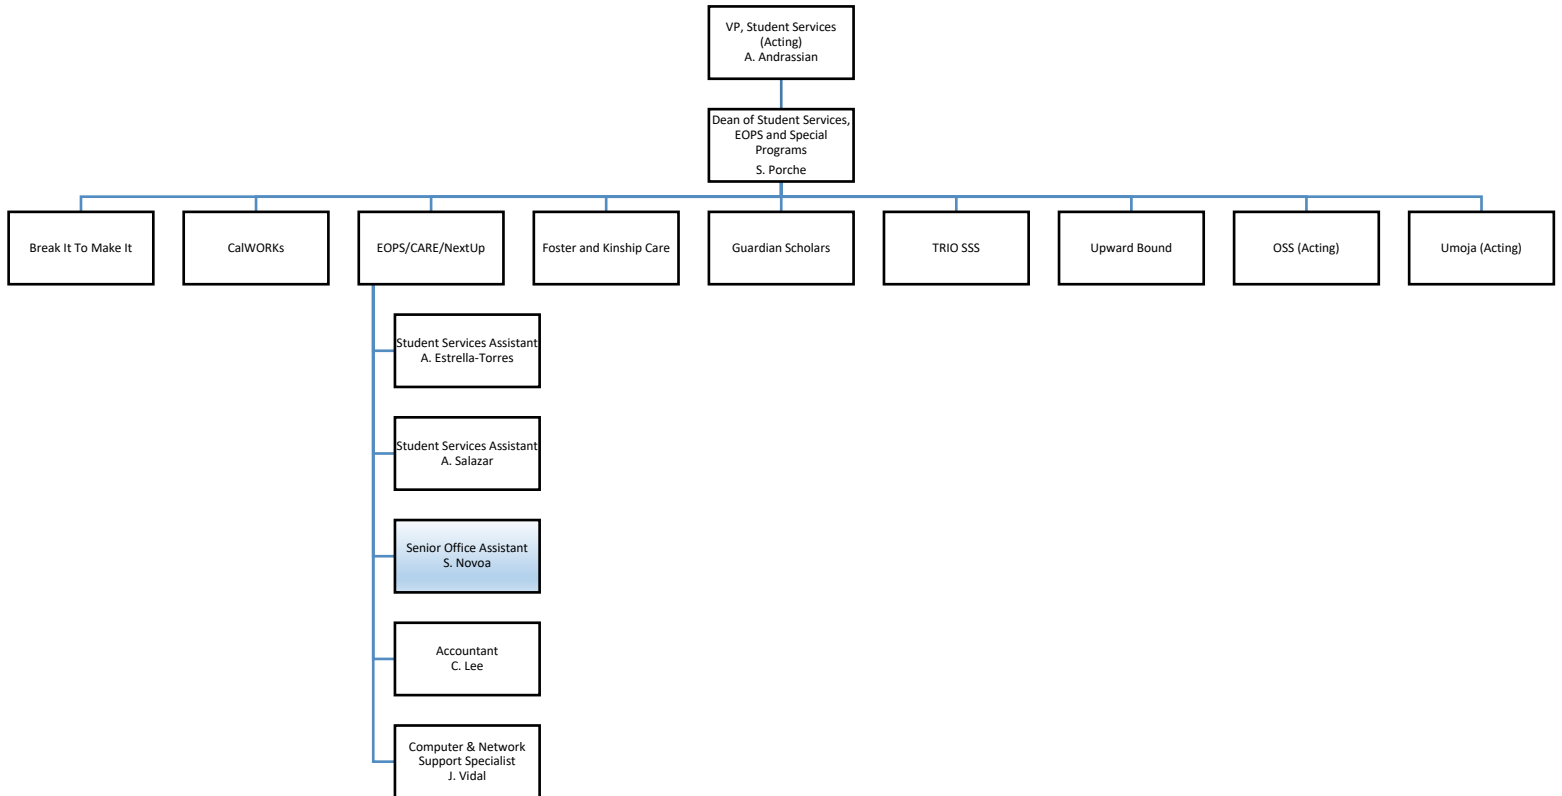 VP, Student Services
(Acting)
A. Andrassian
Dean of Student Services,
EOPS and Special
Programs
S. Porche
Break It To Make It
CalWORKs
EOPS/CARE/NextUp
Foster and Kinship Care
Guardian Scholars
TRIO SSS
Upward Bound
OSS (Acting)
Umoja (Acting)
Student Services Assistant
A. Estrella-Torres
Student Services Assistant
A. Salazar
Senior Office Assistant
S. Novoa
Accountant
C. Lee
Computer & Network
Support Specialist
J. Vidal